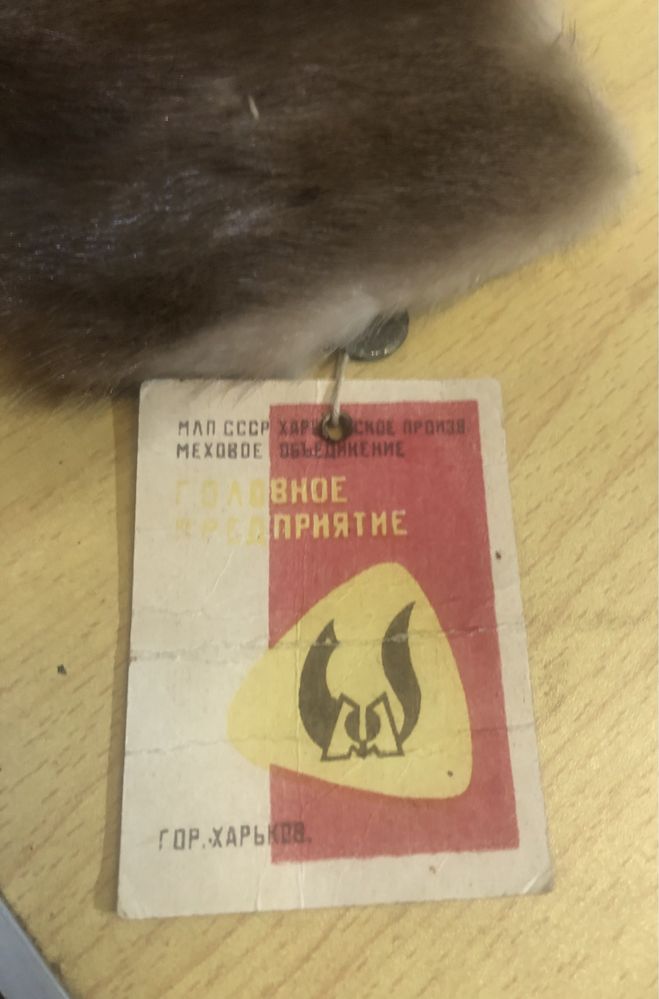 МЛП СССР ХАРЬКОВСКОЕ ПРОИЗВ
МЕХОВОЕ ОБЪЕДИНЕНИЕ
ГОЛОВНОЕ
ПРЕДПРИЯТИЕ
ГОР. ХАРЬКОВ.